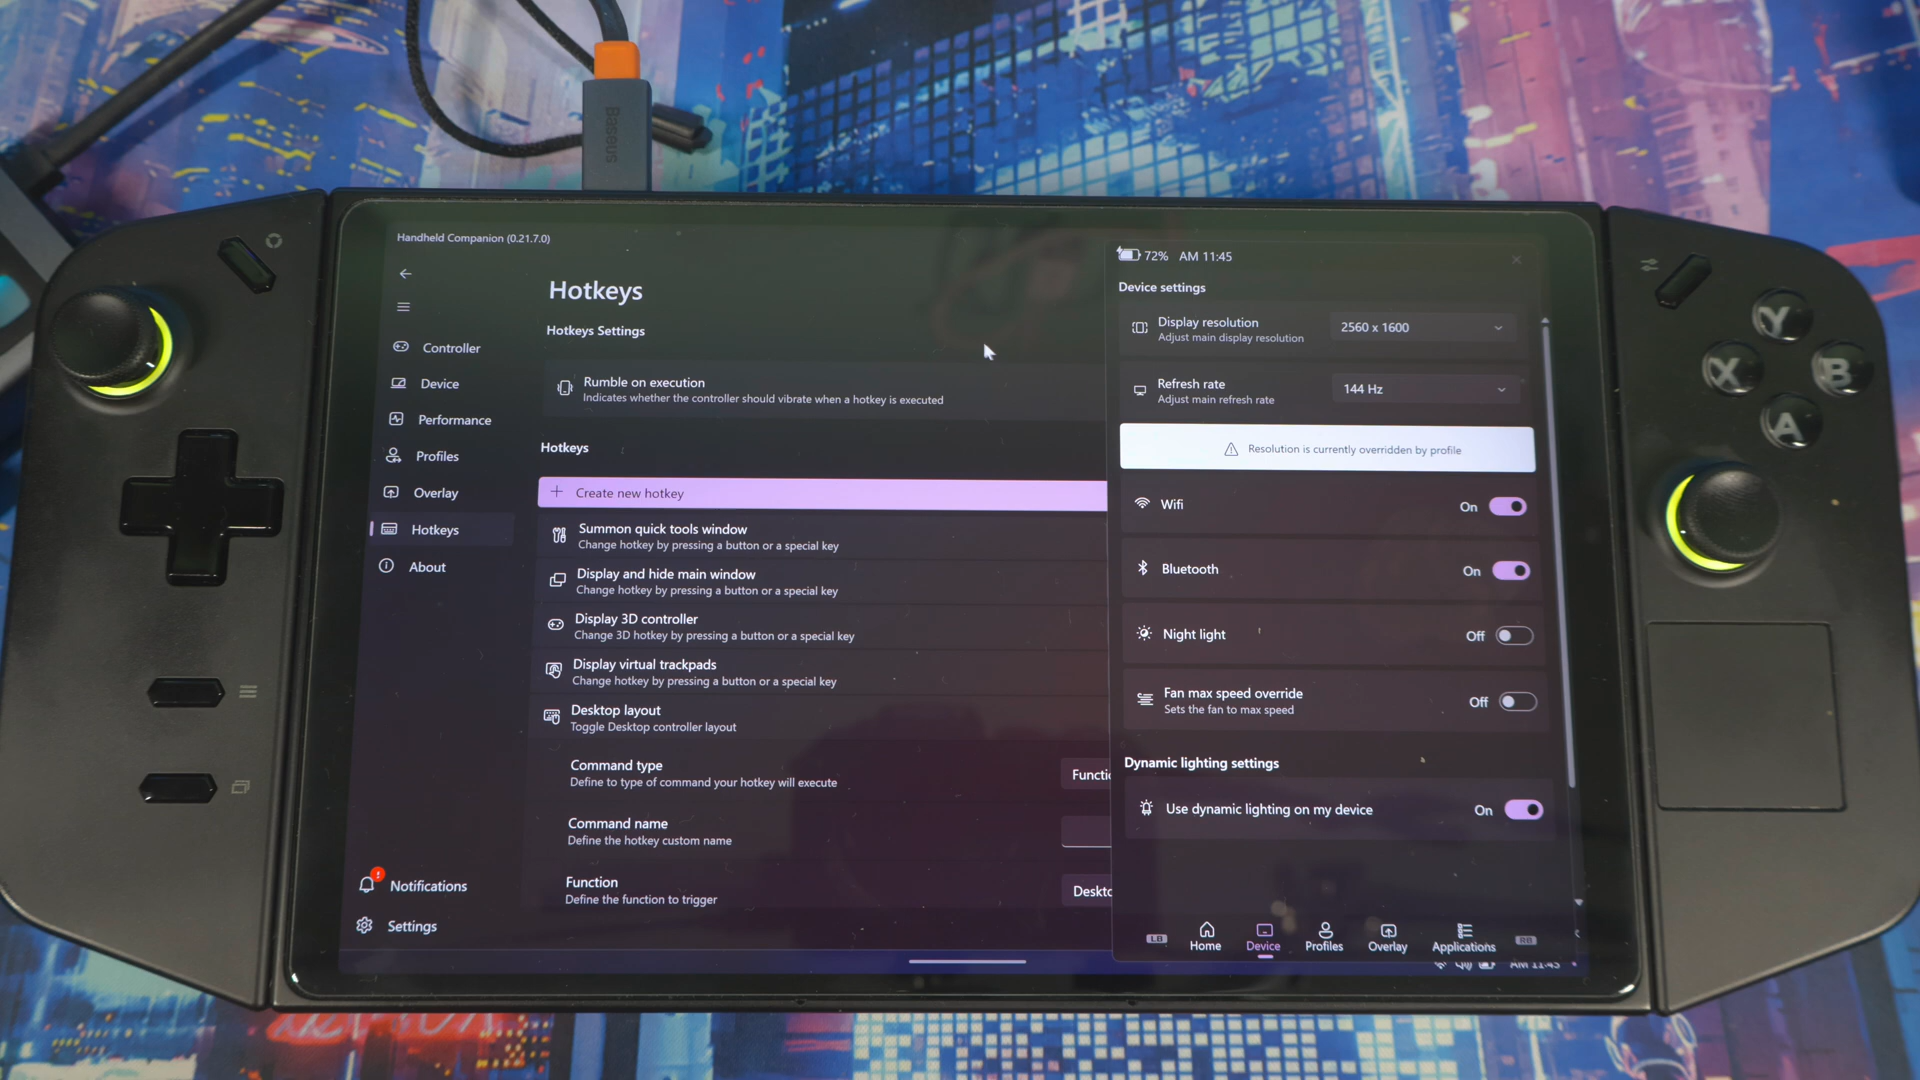 Baseus
Handheld Companion (0.21.7.0)
Hotkeys
Hotkeys Settings
Rumble on execution
Indicates whether the controller should vibrate when a hotkey is executed
Hotkeys
Create new hotkey
Summon quick tools window
Change hotkey by pressing a button or a special key
Display and hide main window
Change hotkey by pressing a button or a special key
Display 3D controller
Change 3D hotkey by pressing a button or a special key
Display virtual trackpads
Change hotkey by pressing a button or a special key
Desktop layout
Toggle Desktop controller layout
Command type
Define to type of command your hotkey will execute
Functio
Command name
Define the hotkey custom name
Function
Define the function to trigger
Deskto
Controller
Device
Performance
Profiles
Overlay
Hotkeys
About
Notifications
Settings
72% AM 11:45
Device settings
Display resolution
Adjust main display resolution
2560 x 1600
Refresh rate
Adjust main refresh rate
144 Hz
Resolution is currently overridden by profile
Wifi
On
Bluetooth
On
Night light
Off
Fan max speed override
Sets the fan to max speed
Off
Dynamic lighting settings
Use dynamic lighting on my device
On
LB
Home
Device
Profiles
Overlay
Applications
RB
AM 11:45
Y
X
B
A